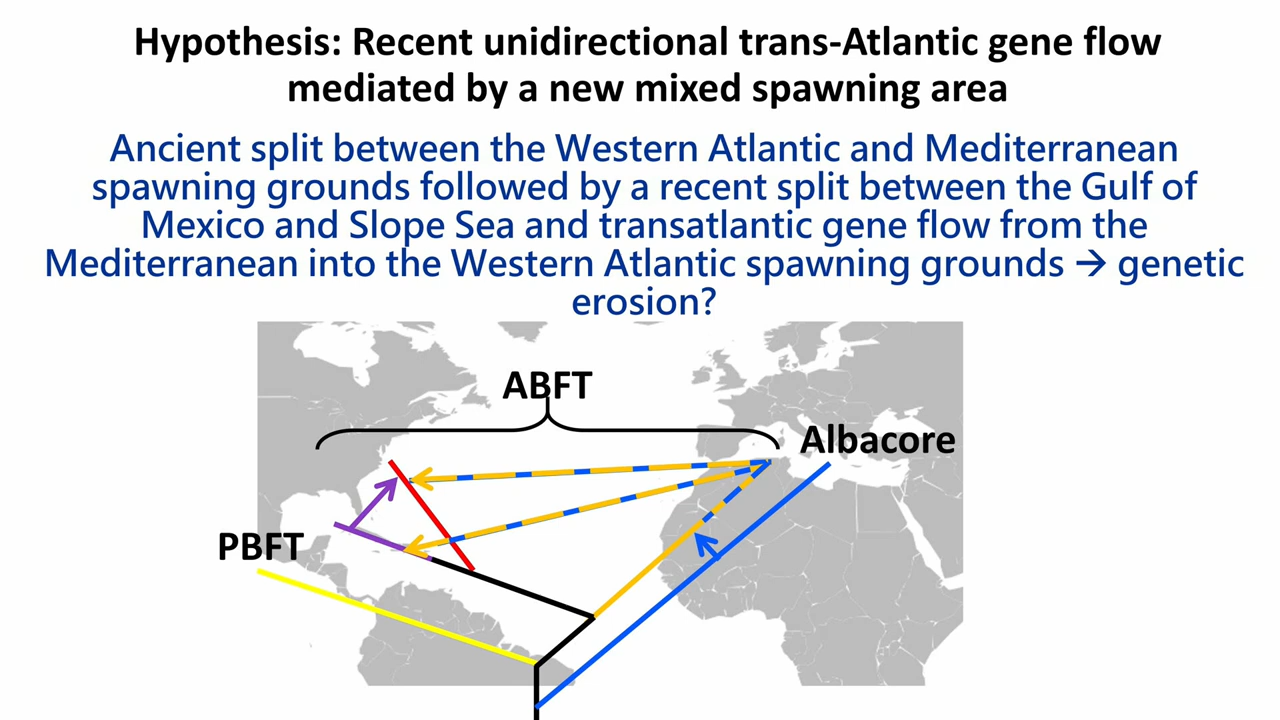 Hypothesis: Recent unidirectional trans-Atlantic gene flow
mediated by a new mixed spawning area
Ancient split between the Western Atlantic and Mediterranean
spawning grounds followed by a recent split between the Gulf of
Mexico and Slope Sea and transatlantic gene flow from the
Mediterranean into the Western Atlantic spawning grounds → genetic
erosion?
ABFT
Albacore
PBFT